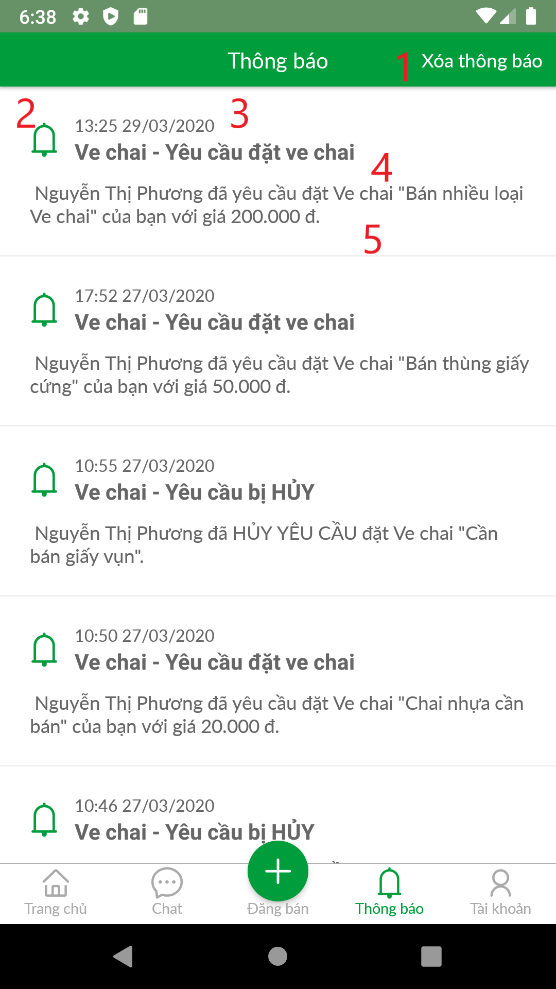 6:38
Thông báo
1 Xóa thông báo
2
13:25 29/03/2020 3
Ve chai - Yêu cầu đặt ve chai
4
Nguyễn Thị Phương đã yêu cầu đặt Ve chai "Bán nhiều loại
Ve chai" của bạn với giá 200.000 đ.
5
17:52 27/03/2020
Ve chai - Yêu cầu đặt ve chai
Nguyễn Thị Phương đã yêu cầu đặt Ve chai "Bán thùng giấy
cứng" của bạn với giá 50.000 đ.
10:55 27/03/2020
Ve chai - Yêu cầu bị HỦY
Nguyễn Thị Phương đã HỦY YÊU CẦU đặt Ve chai "Cần
bán giấy vụn".
10:50 27/03/2020
Ve chai - Yêu cầu đặt ve chai
Nguyễn Thị Phương đã yêu cầu đặt Ve chai "Chai nhựa cần
bán" của bạn với giá 20.000 đ.
10:46 27/03/2020
Ve chai - Yêu cầu bị HỦY
Trang chủ
Chat
Đăng bán
Thông báo
Tài khoản